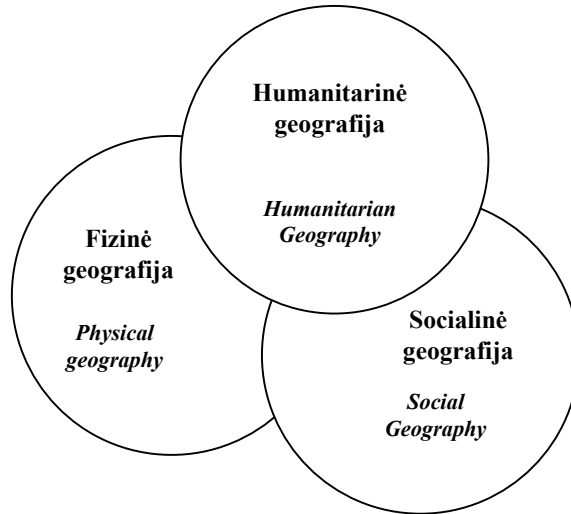 Humanitarinė
geografija
Humanitarian
Geography
Fizinė
geografija
Physical
geography
Socialinė
geografija
Social
Geography